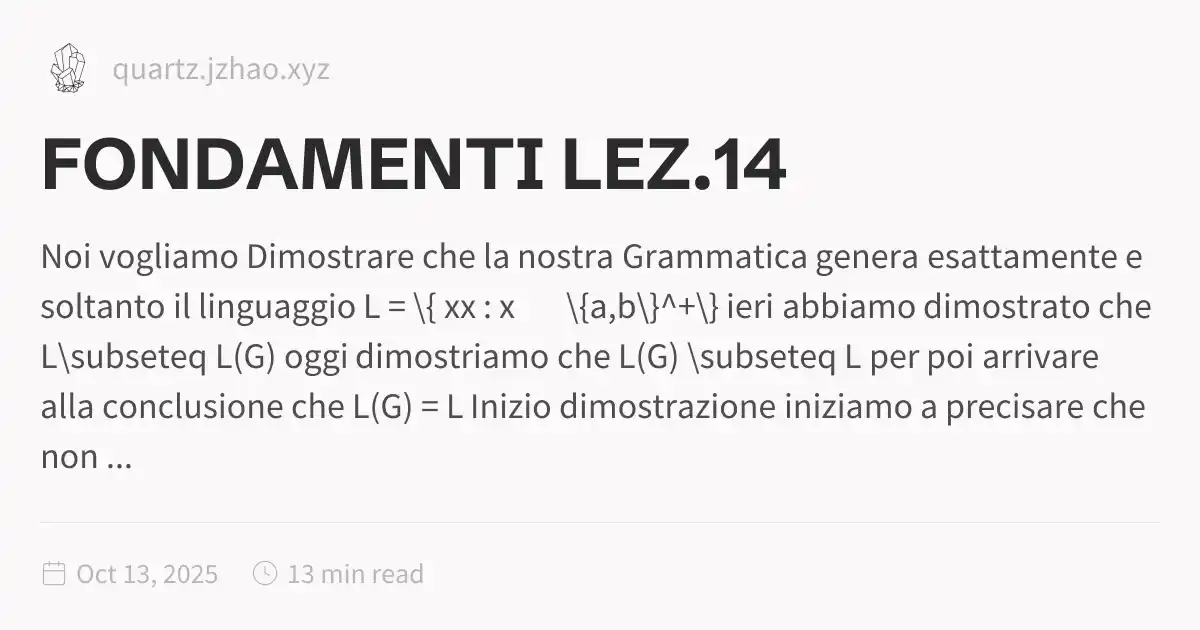 quartz.jzhao.xyz
FONDAMENTI LEZ.14
Noi vogliamo Dimostrare che la nostra Grammatica genera esattamente e
soltanto il linguaggio L = \{ xx : x \{a,b\}^+\} ieri abbiamo dimostrato che
L\subseteq L(G) oggi dimostriamo che L(G) \subseteq L per poi arrivare
alla conclusione che L(G) = L Inizio dimostrazione iniziamo a precisare che
non ...
Oct 13, 2025 13 min read